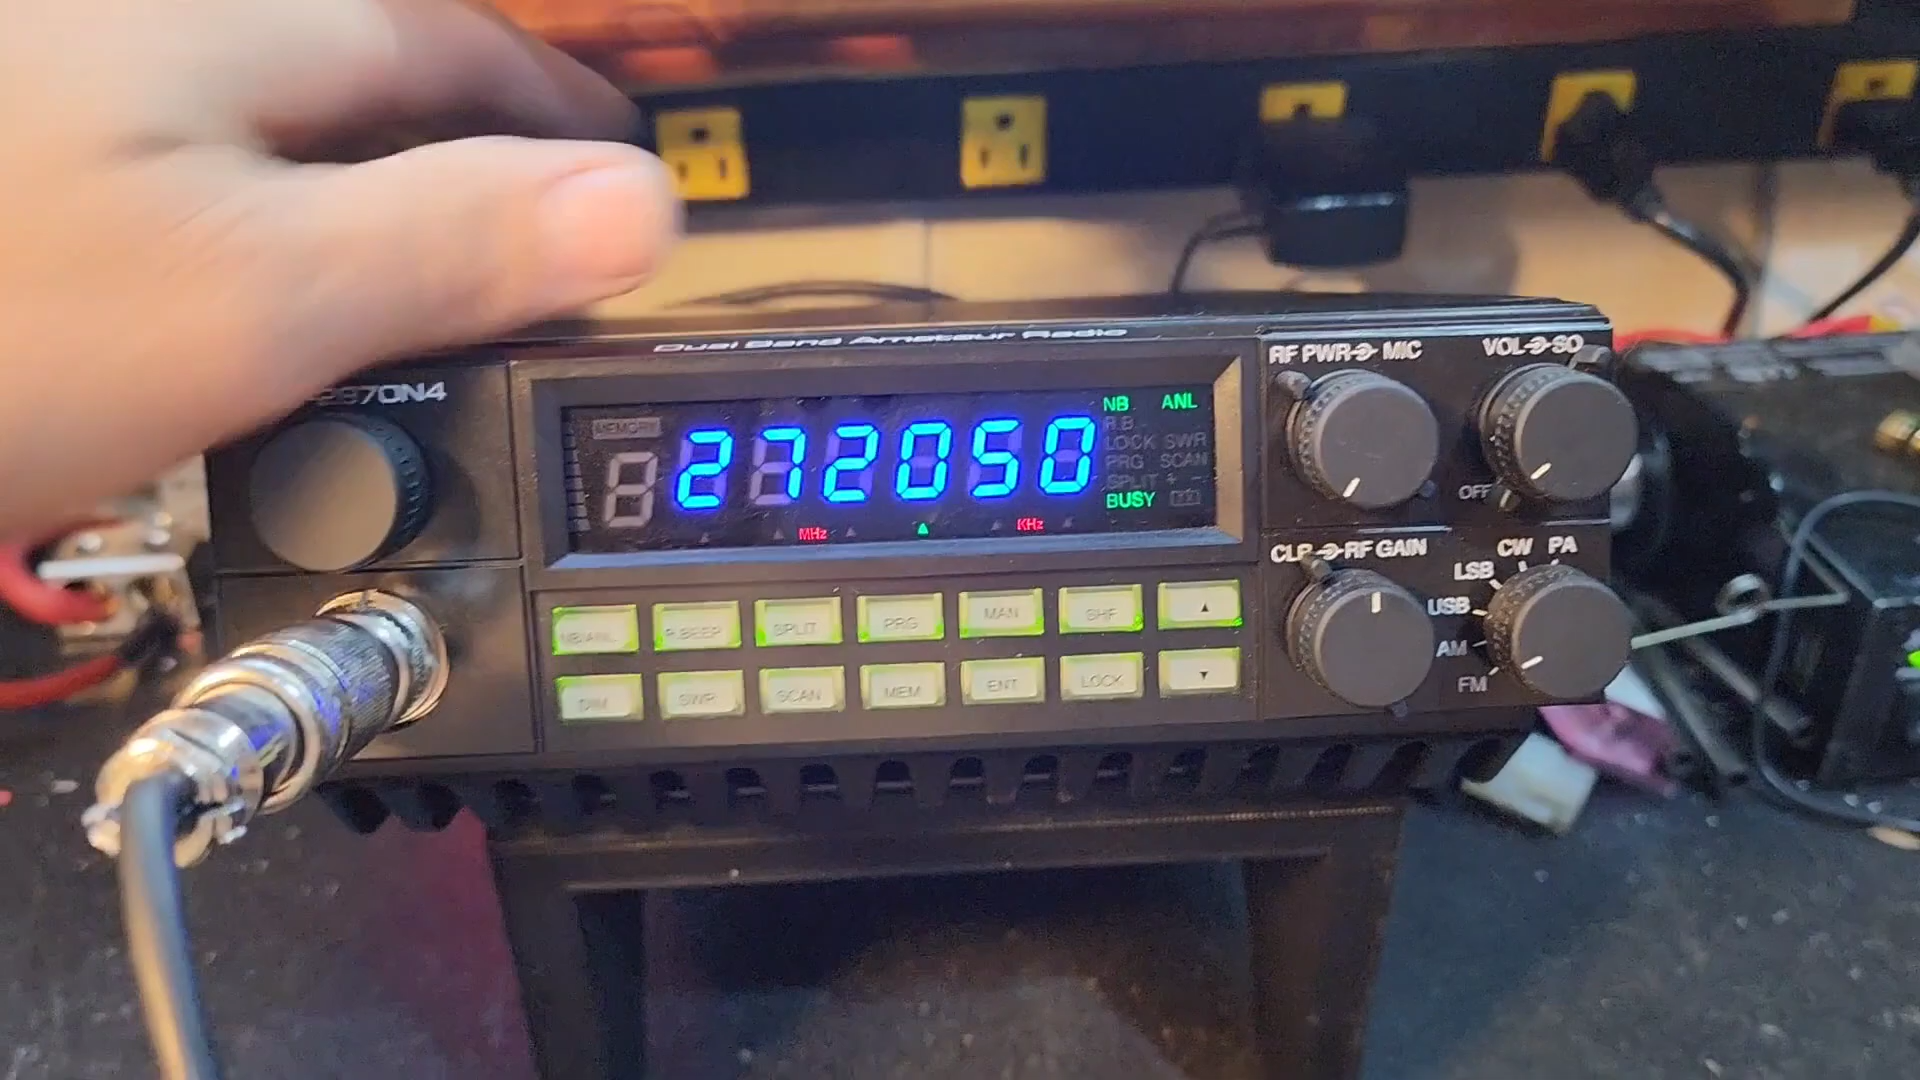 Dual Band Amateur Radio
970N4
MEMORY
272050
NB ANL
R.B.
LOCK SWR
PRG SCAN
SPLIT + -
BUSY
MHz KHz
RF PWR MIC
VOL SQ
OFF
CLR RF GAIN
CW PA
LSB
USB
AM
FM
NB/ANL R.BEEP SPLIT PRG MAN SHF ▲
DIM SWR SCAN MEM ENT LOCK ▼